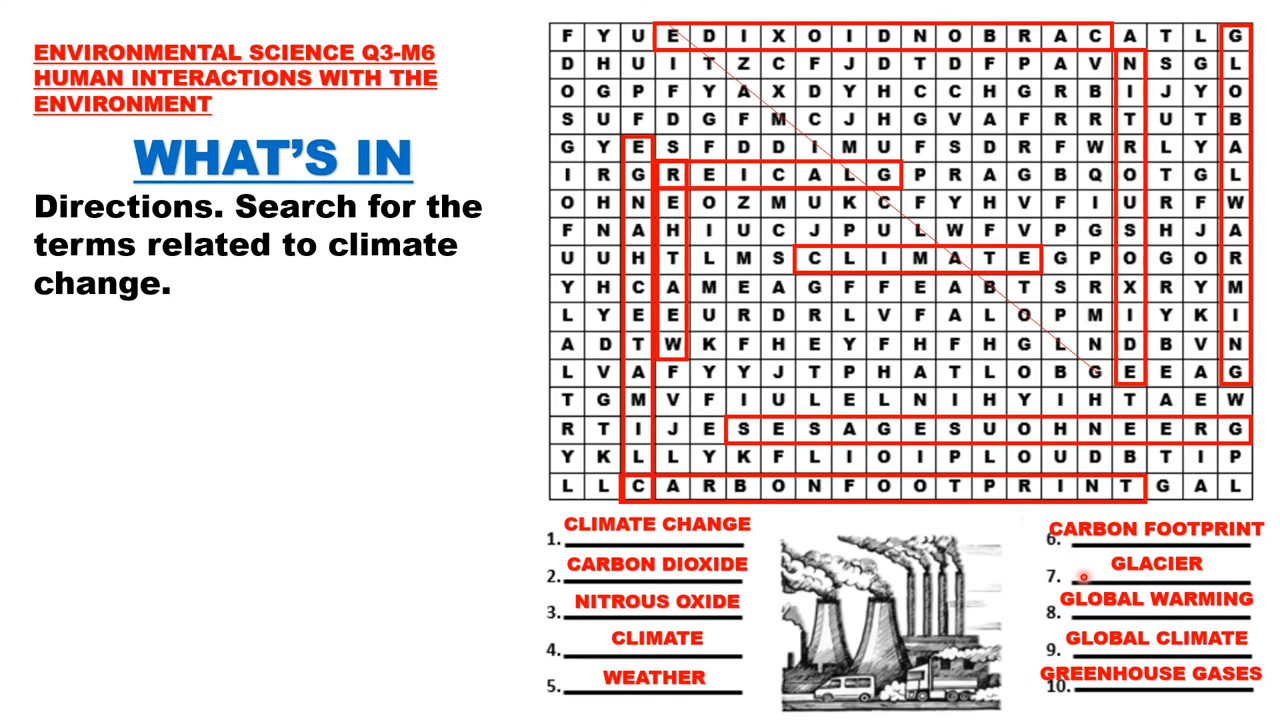 ENVIRONMENTAL SCIENCE Q3-M6
HUMAN INTERACTIONS WITH THE
ENVIRONMENT
WHAT'S IN
Directions. Search for the
terms related to climate
change.
F Y U E D I X O I D N O B R A C A T L G
D H U I T Z C F J D T D F P A V N S G L
O G P F Y A X D Y H C C H G R B I J Y O
S U F D G F M C J H G V A F R R T U T B
G Y E S F D D I M U F S D R F W R L Y A
I R G R E I C A L G P R A G B Q O T G L
O H N E O Z M U K C F Y H V F I U R F W
F N A H I U C J P U L W F V P G S H J A
U U H T L M S C L I M A T E G P O G O R
Y H C A M E A G F F E A B T S R X R Y M
L Y E E U R D R L V F A L O P M I Y K I
A D T W K F H E Y F H F H G L N D B V N
L V A F Y Y J T P H A T L O B G E E A G
T G M V F I U L E L N I H Y I H T A E W
R T I J E S E S A G E S U O H N E E R G
Y K L L Y K F L I O I P L O U D B T I P
L L C A R B O N F O O T P R I N T G A L
1. CLIMATE CHANGE
2. CARBON DIOXIDE
3. NITROUS OXIDE
4. CLIMATE
5. WEATHER
6. CARBON FOOTPRINT
7. GLACIER
8. GLOBAL WARMING
9. GLOBAL CLIMATE
10. GREENHOUSE GASES